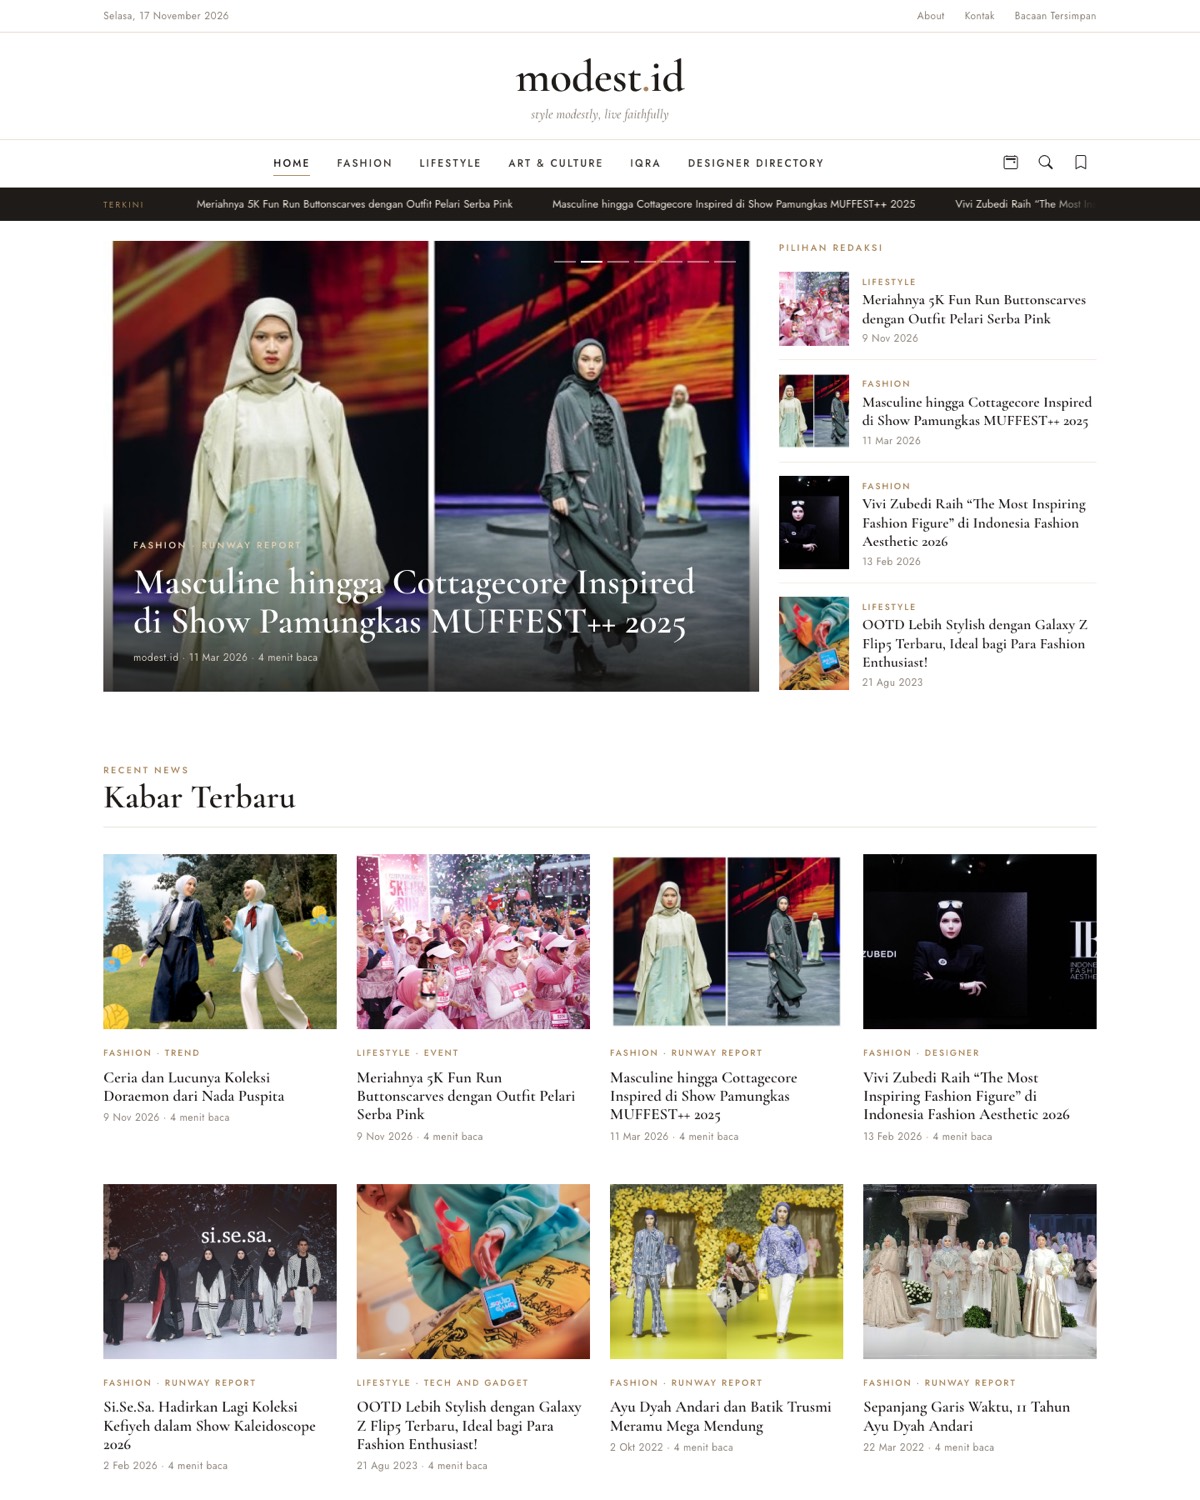 Selasa, 17 November 2026
About Kontak Bacaan Tersimpan
modest.id
style modestly, live faithfully
HOME FASHION LIFESTYLE ART & CULTURE IQRA DESIGNER DIRECTORY
TERKINI Meriahnya 5K Fun Run Buttonscarves dengan Outfit Pelari Serba Pink Masculine hingga Cottagecore Inspired di Show Pamungkas MUFFEST++ 2025 Vivi Zubedi Raih “The Most
FASHION · RUNWAY REPORT
Masculine hingga Cottagecore Inspired
di Show Pamungkas MUFFEST++ 2025
modest.id · 11 Mar 2026 · 4 menit baca
PILIHAN REDAKSI
LIFESTYLE
Meriahnya 5K Fun Run Buttonscarves
dengan Outfit Pelari Serba Pink
9 Nov 2026
FASHION
Masculine hingga Cottagecore Inspired
di Show Pamungkas MUFFEST++ 2025
11 Mar 2026
FASHION
Vivi Zubedi Raih “The Most Inspiring
Fashion Figure” di Indonesia Fashion
Aesthetic 2026
13 Feb 2026
LIFESTYLE
OOTD Lebih Stylish dengan Galaxy Z
Flip5 Terbaru, Ideal bagi Para Fashion
Enthusiast!
21 Agu 2023
RECENT NEWS
Kabar Terbaru
FASHION · TREND
Ceria dan Lucunya Koleksi
Doraemon dari Nada Puspita
9 Nov 2026 · 4 menit baca
5K FUN
RUN
LIFESTYLE · EVENT
Meriahnya 5K Fun Run
Buttonscarves dengan Outfit Pelari
Serba Pink
9 Nov 2026 · 4 menit baca
FASHION · RUNWAY REPORT
Masculine hingga Cottagecore
Inspired di Show Pamungkas
MUFFEST++ 2025
11 Mar 2026 · 4 menit baca
ZUBEDI
FASHION · DESIGNER
Vivi Zubedi Raih “The Most
Inspiring Fashion Figure” di
Indonesia Fashion Aesthetic 2026
13 Feb 2026 · 4 menit baca
si.se.sa.
FASHION · RUNWAY REPORT
Si.Se.Sa. Hadirkan Lagi Koleksi
Kefiyeh dalam Show Kaleidoscope
2026
2 Feb 2026 · 4 menit baca
LIFESTYLE · TECH AND GADGET
OOTD Lebih Stylish dengan Galaxy
Z Flip5 Terbaru, Ideal bagi Para
Fashion Enthusiast!
21 Agu 2023 · 4 menit baca
FASHION · RUNWAY REPORT
Ayu Dyah Andari dan Batik Trusmi
Meramu Mega Mendung
2 Okt 2022 · 4 menit baca
FASHION · RUNWAY REPORT
Sepanjang Garis Waktu, 11 Tahun
Ayu Dyah Andari
22 Mar 2022 · 4 menit baca